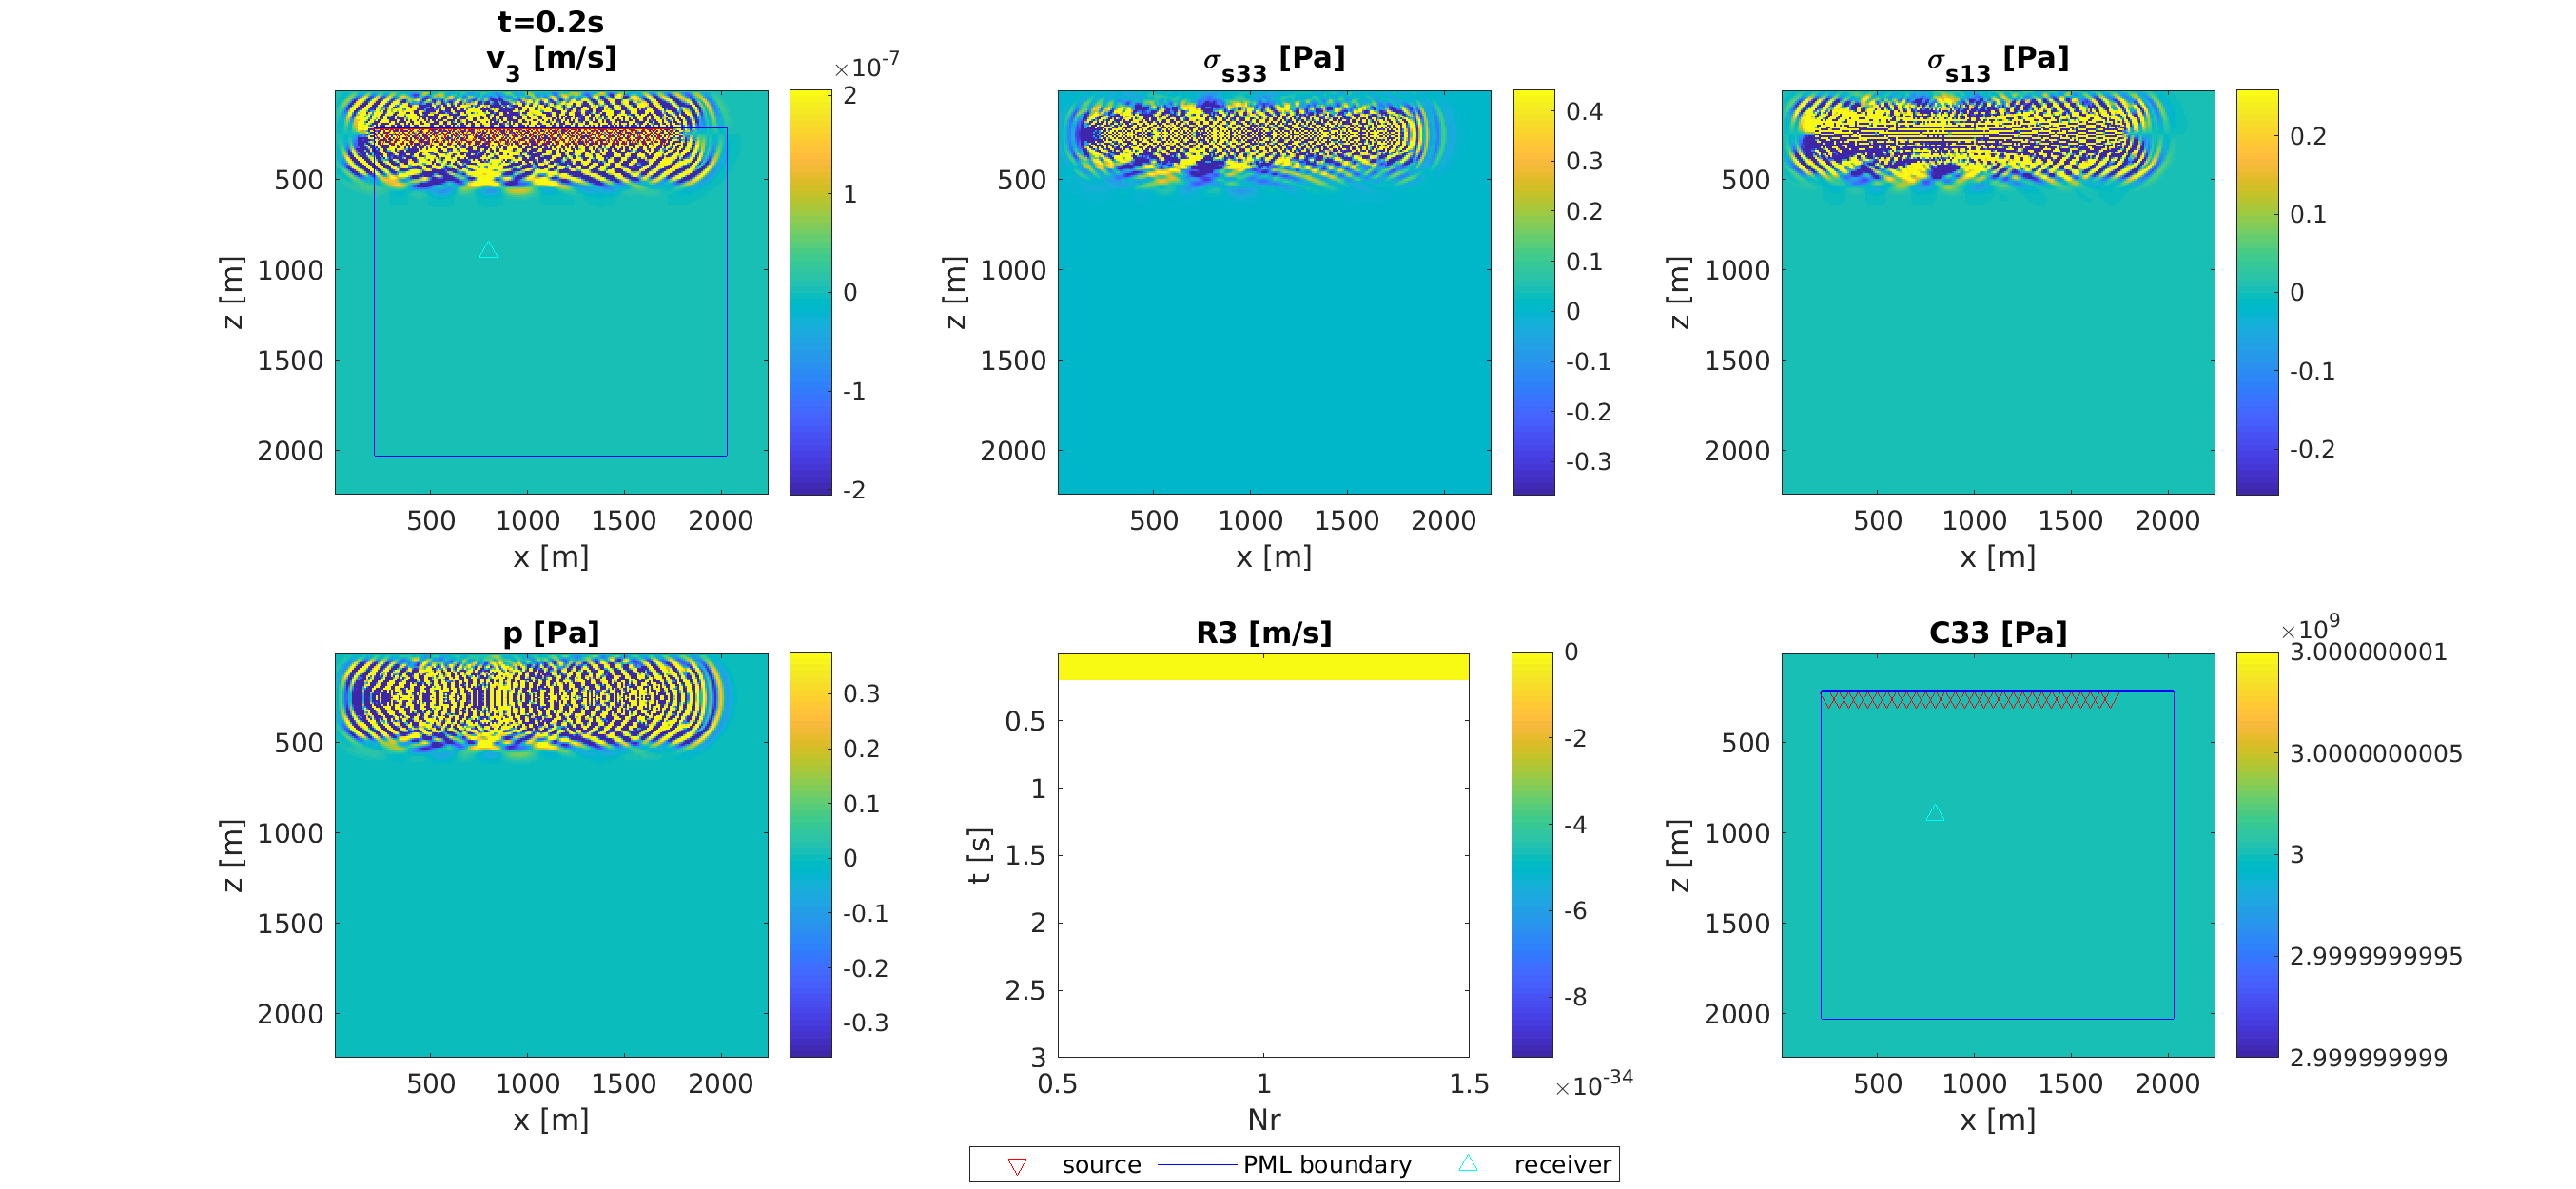 t=0.2s
v3 [m/s]
×10-7
2
1
0
-1
-2
500
1000
1500
2000
z [m]
500 1000 1500 2000
x [m]
σs33 [Pa]
0.4
0.3
0.2
0.1
0
-0.1
-0.2
-0.3
500
1000
1500
2000
z [m]
500 1000 1500 2000
x [m]
σs13 [Pa]
0.2
0.1
0
-0.1
-0.2
500
1000
1500
2000
z [m]
500 1000 1500 2000
x [m]
p [Pa]
0.3
0.2
0.1
0
-0.1
-0.2
-0.3
500
1000
1500
2000
z [m]
500 1000 1500 2000
x [m]
R3 [m/s]
0
-2
-4
-6
-8
×10-34
0.5
1
1.5
2
2.5
3
t [s]
0.5 1 1.5
Nr
C33 [Pa]
×109
3.000000001
3.0000000005
3
2.9999999995
2.999999999
500
1000
1500
2000
z [m]
500 1000 1500 2000
x [m]
source PML boundary receiver